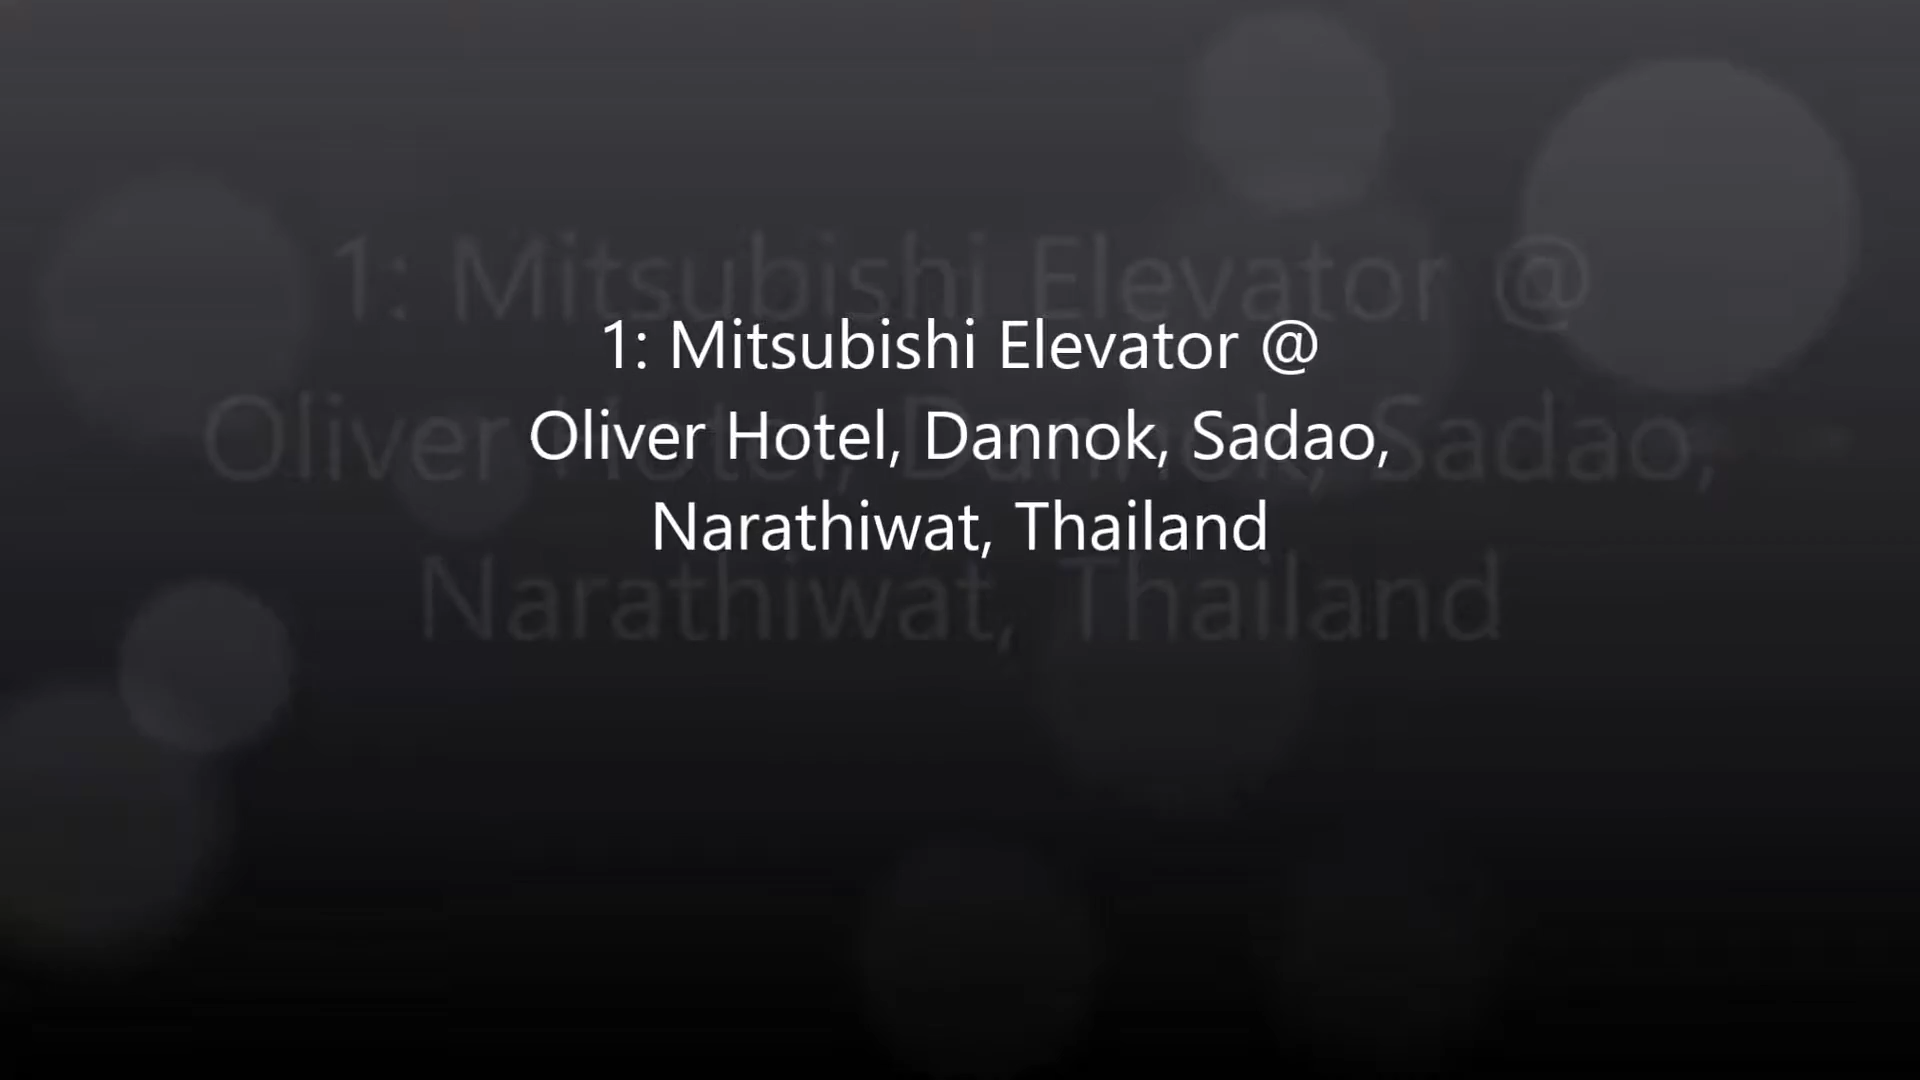 1: Mitsubishi Elevator @
Oliver Hotel, Dannok, Sadao,
Narathiwat, Thailand